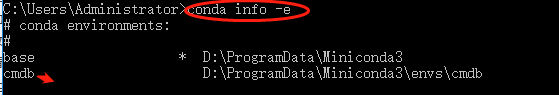 C:\Users\Administrator>conda info -e
# conda environments:
#
base * D:\ProgramData\Miniconda3
cmdb D:\ProgramData\Miniconda3\envs\cmdb